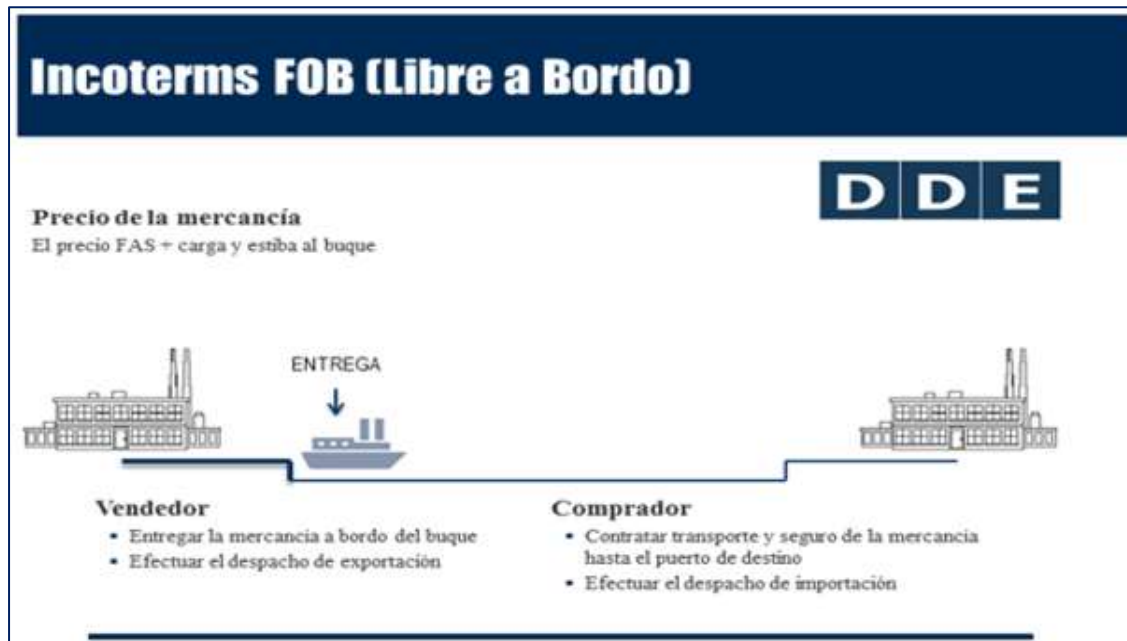 Incoterms FOB (Libre a Bordo)
DDE
Precio de la mercancía
El precio FAS + carga y estiba al buque
ENTREGA
Vendedor
• Entregar la mercancia a bordo del buque
• Efectuar el despacho de exportación
Comprador
• Contratar transporte y seguro de la mercancia
hasta el puerto de destino
• Efectuar el despacho de importación